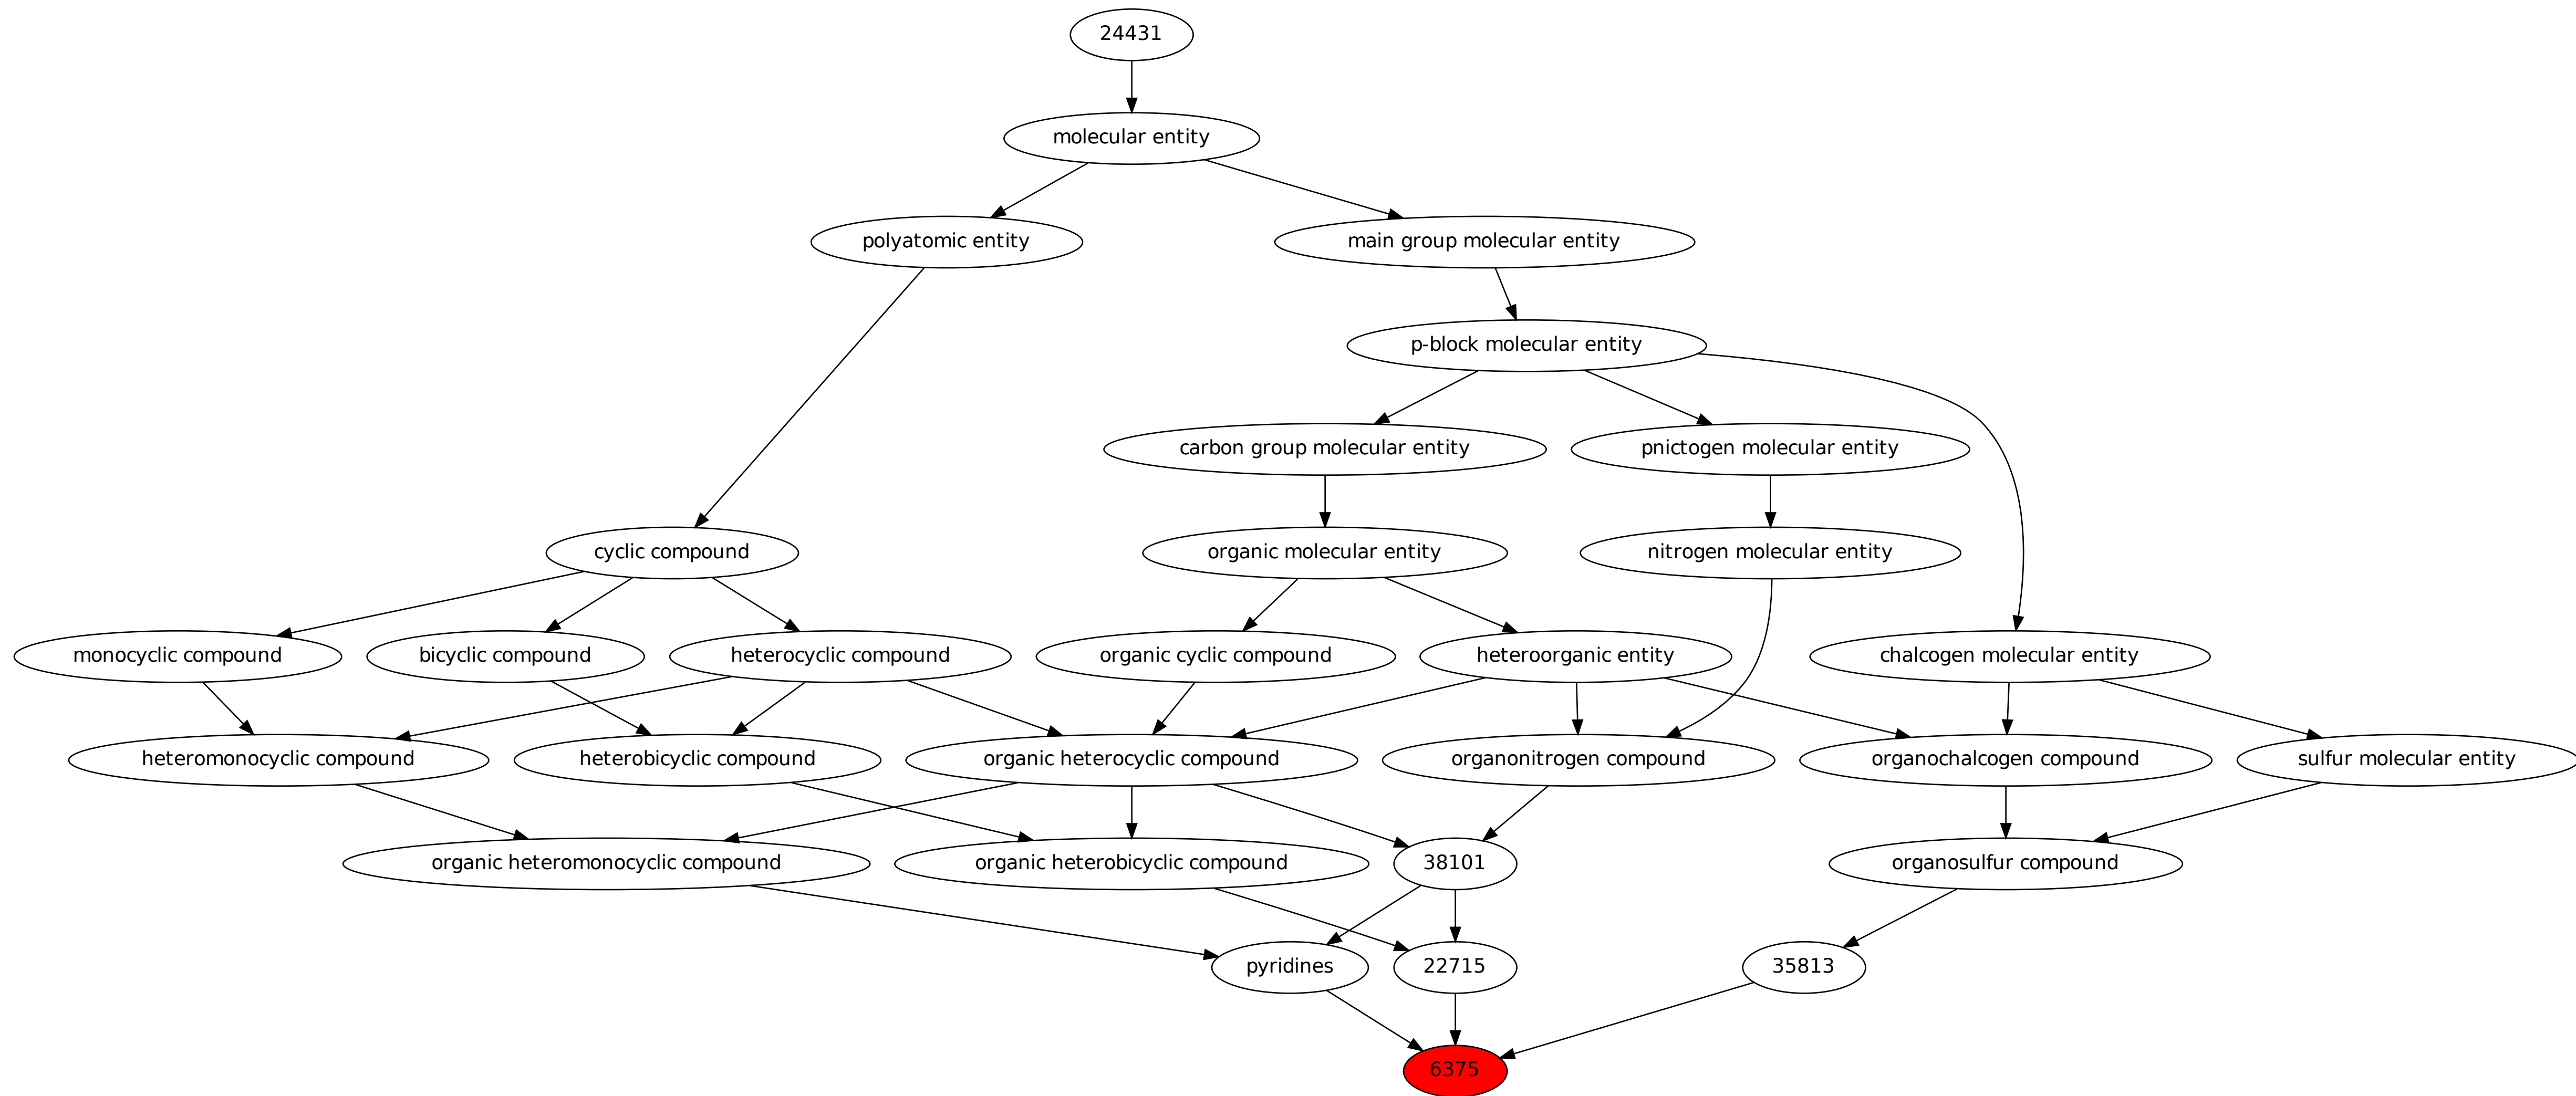 24431
molecular entity
polyatomic entity
main group molecular entity
p-block molecular entity
carbon group molecular entity
pnictogen molecular entity
cyclic compound
organic molecular entity
nitrogen molecular entity
monocyclic compound
bicyclic compound
heterocyclic compound
organic cyclic compound
heteroorganic entity
chalcogen molecular entity
heteromonocyclic compound
heterobicyclic compound
organic heterocyclic compound
organonitrogen compound
organochalcogen compound
sulfur molecular entity
organic heteromonocyclic compound
organic heterobicyclic compound
38101
organosulfur compound
pyridines
22715
35813
6375